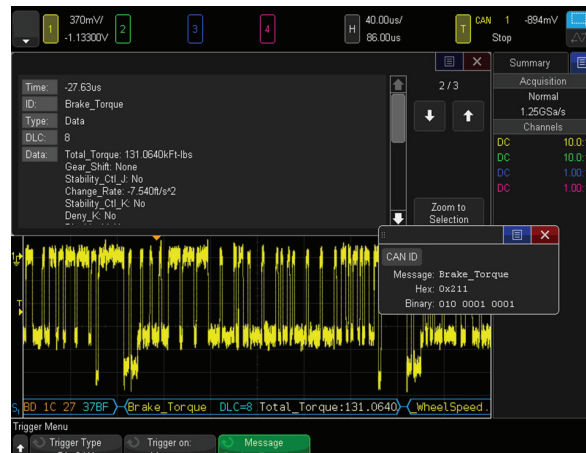 1 370mV/ -1.13300V 2 3 4 H 40.00us/ 86.00us T CAN 1 -894mV Stop
Summary
2 / 3
Acquisition
Normal
1.25GSa/s
Channels
DC 10.0:
DC 10.0:
DC 1.00:
DC 1.00:
Time: -27.63us
ID: Brake_Torque
Type: Data
DLC: 8
Data: Total_Torque: 131.0640kFt-lbs
Gear_Shift: None
Stability_Ctl_J: No
Change_Rate: -7.540ft/s^2
Stability_Ctl_K: No
Deny_K: No
Zoom to
Selection
CAN ID
Message: Brake_Torque
Hex: 0x211
Binary: 010 0001 0001
T
S1 BD 1C 27 37BF Brake_Torque DLC=8 Total_Torque:131.0640 _WheelSpeed.
Trigger Menu
Trigger Type
Trigger on:
Message